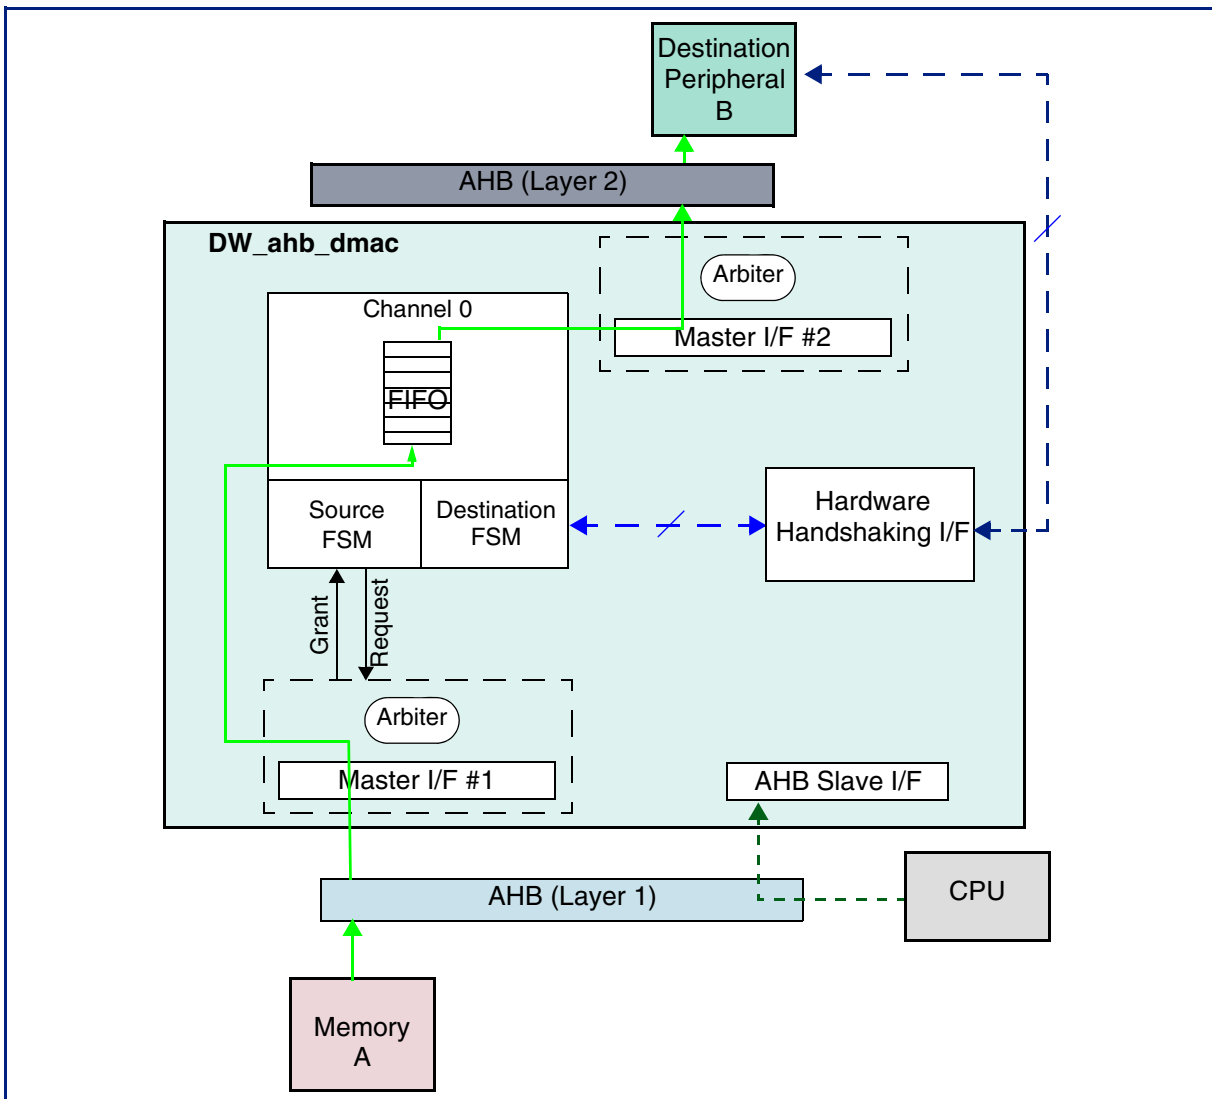 Destination
Peripheral
B
AHB (Layer 2)
DW_ahb_dmac
Arbiter
Channel 0
Master I/F #2
FIFO
Source
FSM
Destination
FSM
Hardware
Handshaking I/F
Grant
Request
Arbiter
Master I/F #1
AHB Slave I/F
AHB (Layer 1)
CPU
Memory
A